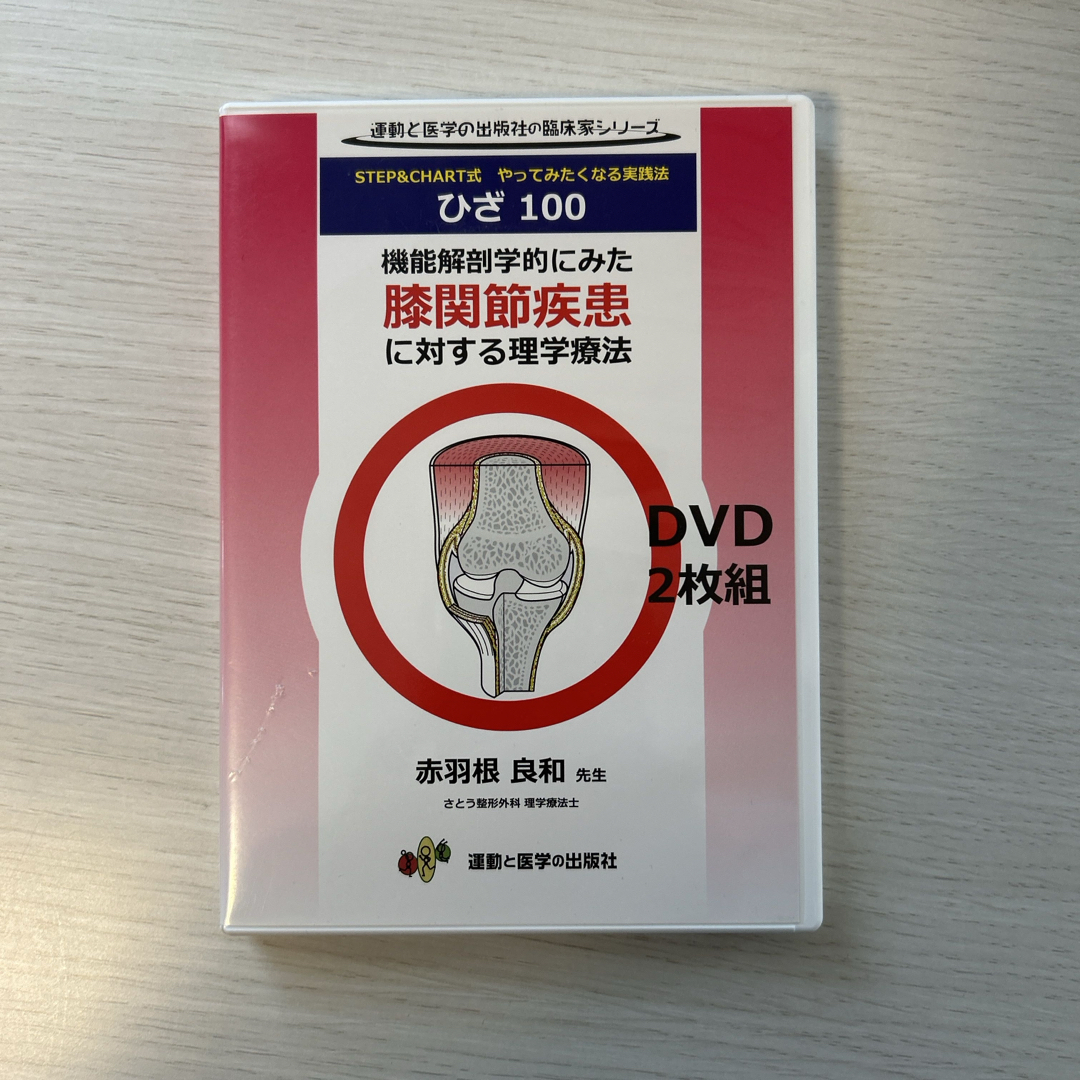 運動と医学の出版社の臨床家シリーズ
STEP&CHART式 やってみたくなる実践法
ひざ 100
機能解剖学的にみた
膝関節疾患
に対する理学療法
DVD
2枚組
赤羽根 良和 先生
さとう整形外科 理学療法士
運動と医学の出版社